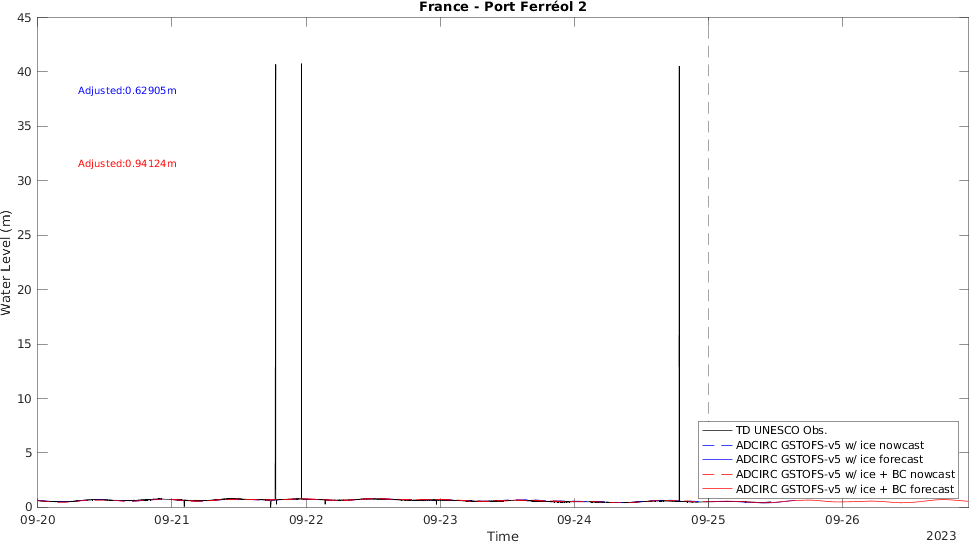 France - Port Ferréol 2
45
40
35
30
25
20
15
10
5
0
Water Level (m)
Adjusted:0.62905m
Adjusted:0.94124m
TD UNESCO Obs.
ADCIRC GSTOFS-v5 w/ ice nowcast
ADCIRC GSTOFS-v5 w/ ice forecast
ADCIRC GSTOFS-v5 w/ ice + BC nowcast
ADCIRC GSTOFS-v5 w/ ice + BC forecast
09-20 09-21 09-22 09-23 09-24 09-25 09-26
Time
2023